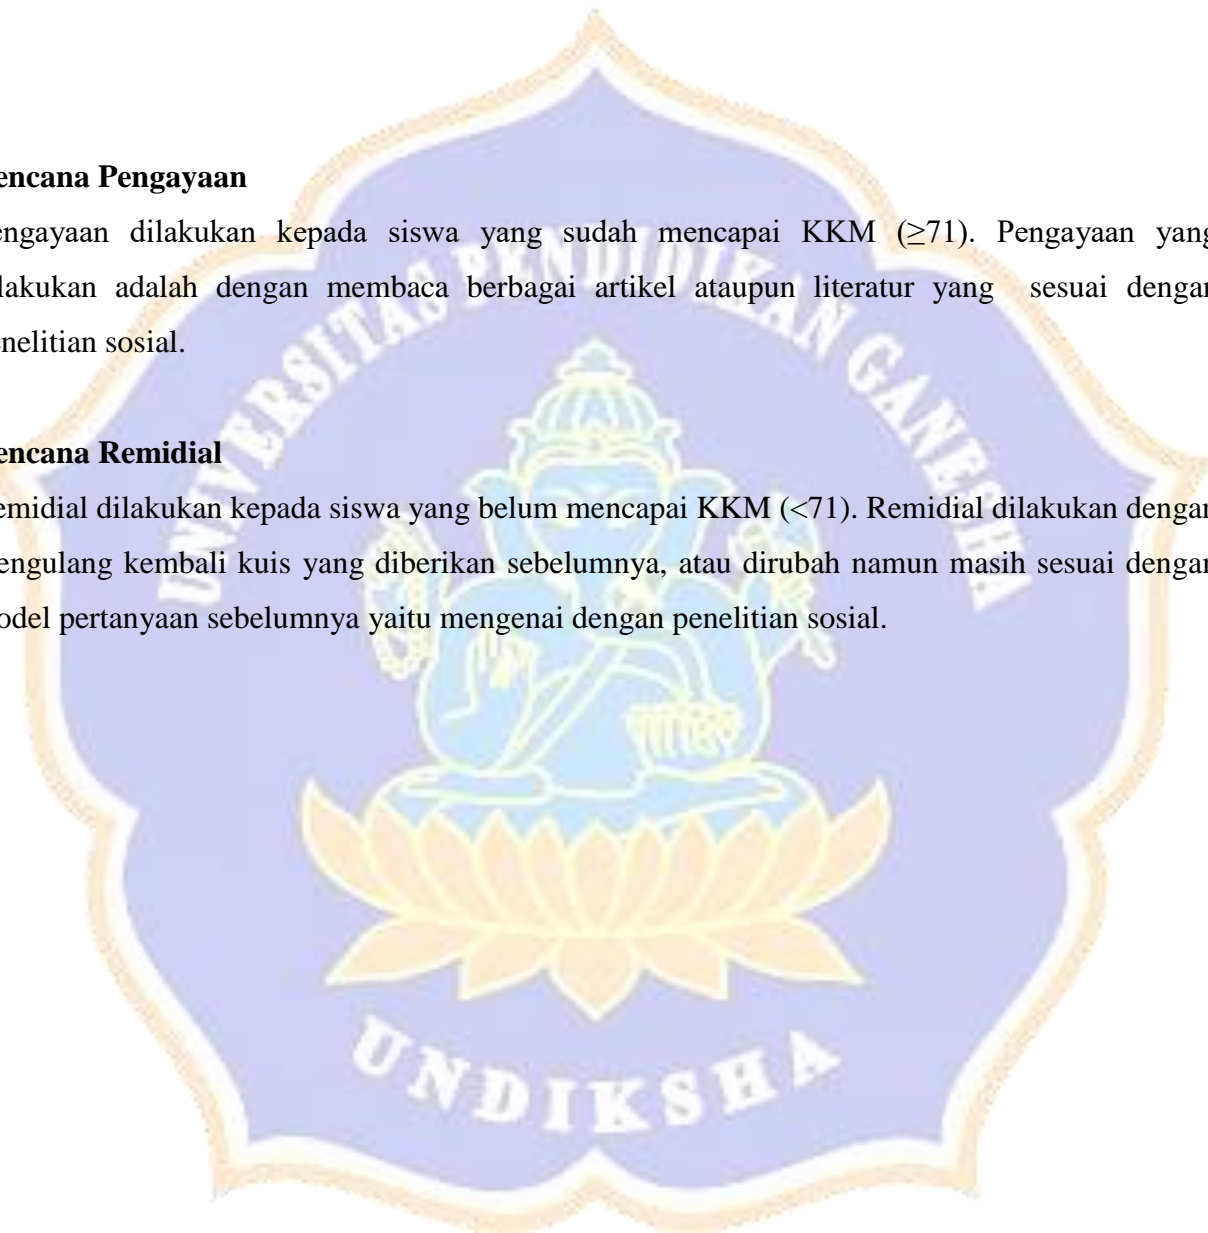 encana Pengayaan
engayaan dilakukan kepada siswa yang sudah mencapai KKM (≥71). Pengayaan yang
lakukan adalah dengan membaca berbagai artikel ataupun literatur yang sesuai dengan
enelitian sosial.
encana Remidial
emidial dilakukan kepada siswa yang belum mencapai KKM (<71). Remidial dilakukan dengan
engulang kembali kuis yang diberikan sebelumnya, atau dirubah namun masih sesuai dengan
odel pertanyaan sebelumnya yaitu mengenai dengan penelitian sosial.
UNIVERSITAS PENDIDIKAN GANESHA
UNDIKSHA